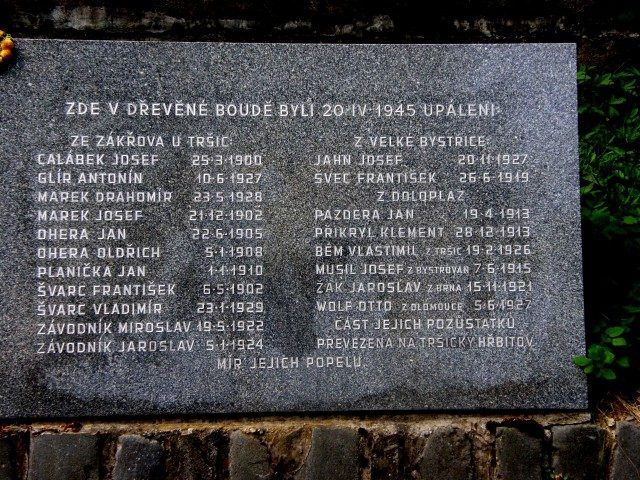 ZDE V DŘEVĚNÉ BOUDĚ BYLI 20·IV·1945 UPÁLENI:
ZE ZÁKŘOVA U TRŠIC:
CALÁBEK JOSEF 25·3·1900
GLÍR ANTONÍN 10·6·1927
MAREK DRAHOMÍR 23·5·1928
MAREK JOSEF 21·12·1902
OHERA JAN 22·6·1905
OHERA OLDŘICH 5·1·1908
PLANIČKA JAN 1·1·1910
ŠVARC FRANTIŠEK 6·5·1902
ŠVARC VLADIMÍR 23·1·1929
ZÁVODNÍK MIROSLAV 19·5·1922
ZÁVODNÍK JAROSLAV 5·1·1924
Z VELKÉ BYSTŘICE:
JAHN JOSEF 20·11·1927
ŠVEC FRANTIŠEK 26·6·1919
Z DOLOPLAZ
PAZDERA JAN 19·4·1913
PŘIKRYL KLEMENT 28·12·1913
BÉM VLASTIMIL Z TRŠIC 19·2·1926
MUSIL JOSEF Z BYSTROVAN 7·6·1915
ŽÁK JAROSLAV Z BRNA 15·11·1921
WOLF OTTO Z OLOMOUCE 5·6·1927
ČÁST JEJICH POZŮSTATKŮ
PŘEVEZENA NA TRŠICKÝ HŘBITOV.
MÍR JEJICH POPELU.